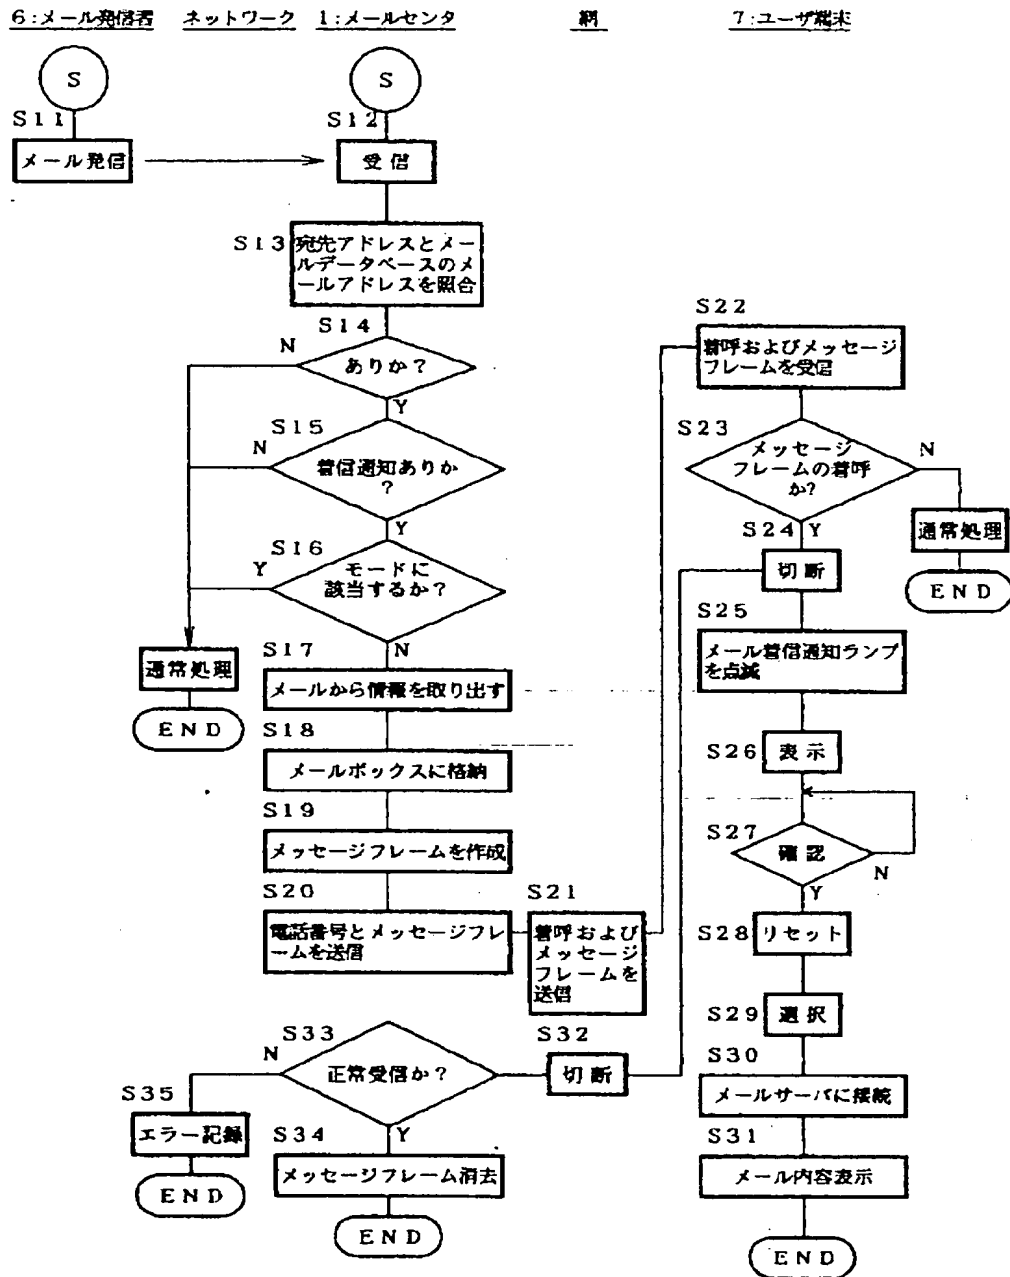 6:メール発信者 ネットワーク 1:メールセンタ 網 7:ユーザ端末
S
S
S11
メール発信
S12
受信
S13
宛先アドレスとメー
ルデータベースのメ
ールアドレスを照合
S14
ありか?
N
Y
S15
着信通知ありか
?
N
Y
S16
モードに
該当するか?
Y
N
通常処理
END
S17
メールから情報を取り出す
S18
メールボックスに格納
S19
メッセージフレームを作成
S20
電話番号とメッセージフレ
ームを送信
S21
着呼および
メッセージ
フレームを
送信
S22
着呼およびメッセージ
フレームを受信
S23
メッセージ
フレームの着呼
か?
N
Y
通常処理
END
S24
切断
S25
メール着信通知ランプ
を点滅
S26
表示
S27
確認
N
Y
S28
リセット
S29
選択
S30
メールサーバに接続
S31
メール内容表示
END
S32
切断
S33
正常受信か?
N
Y
S34
メッセージフレーム消去
END
S35
エラー記録
END